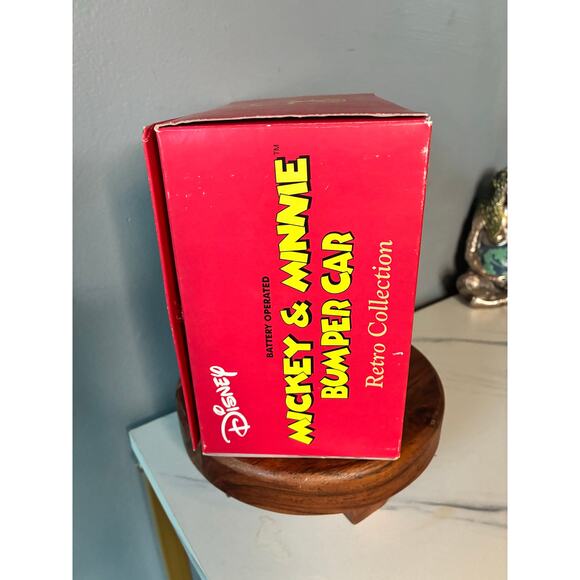 Disney
BATTERY OPERATED
MICKEY & MINNIE™
BUMPER CAR
Retro Collection